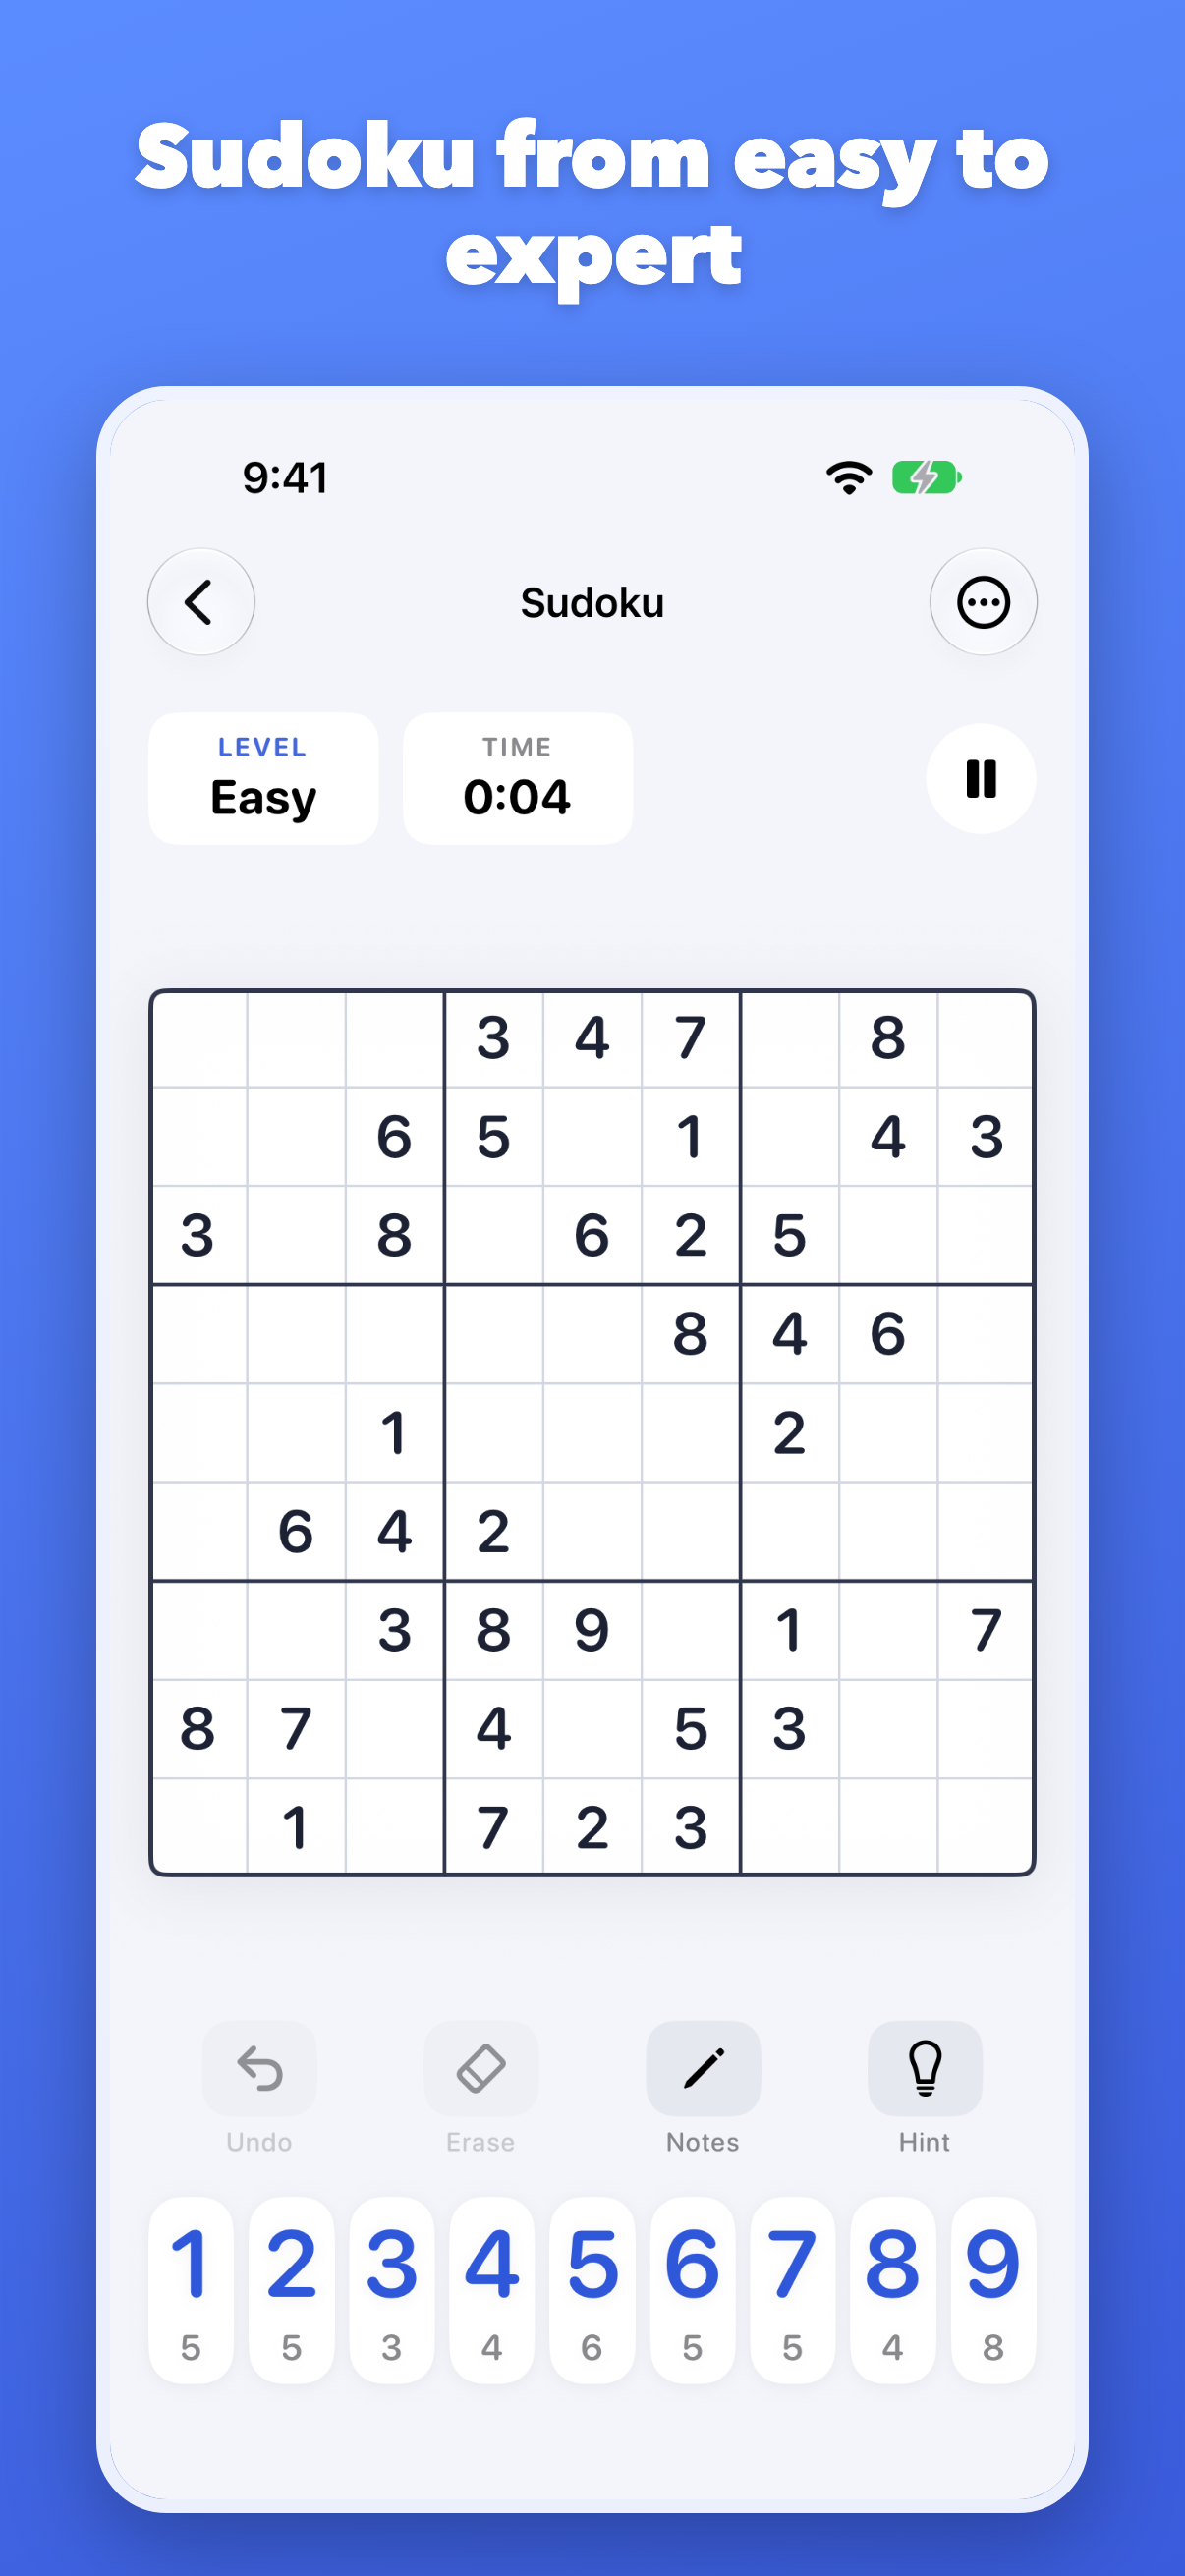 Sudoku from easy to
expert
9:41
Sudoku
LEVEL
Easy
TIME
0:04
3 4 7 8
6 5 1 4 3
3 8 6 2 5
8 4 6
1 2
6 4 2
3 8 9 1 7
8 7 4 5 3
1 7 2 3
Undo Erase Notes Hint
1 2 3 4 5 6 7 8 9
5 5 3 4 6 5 5 4 8